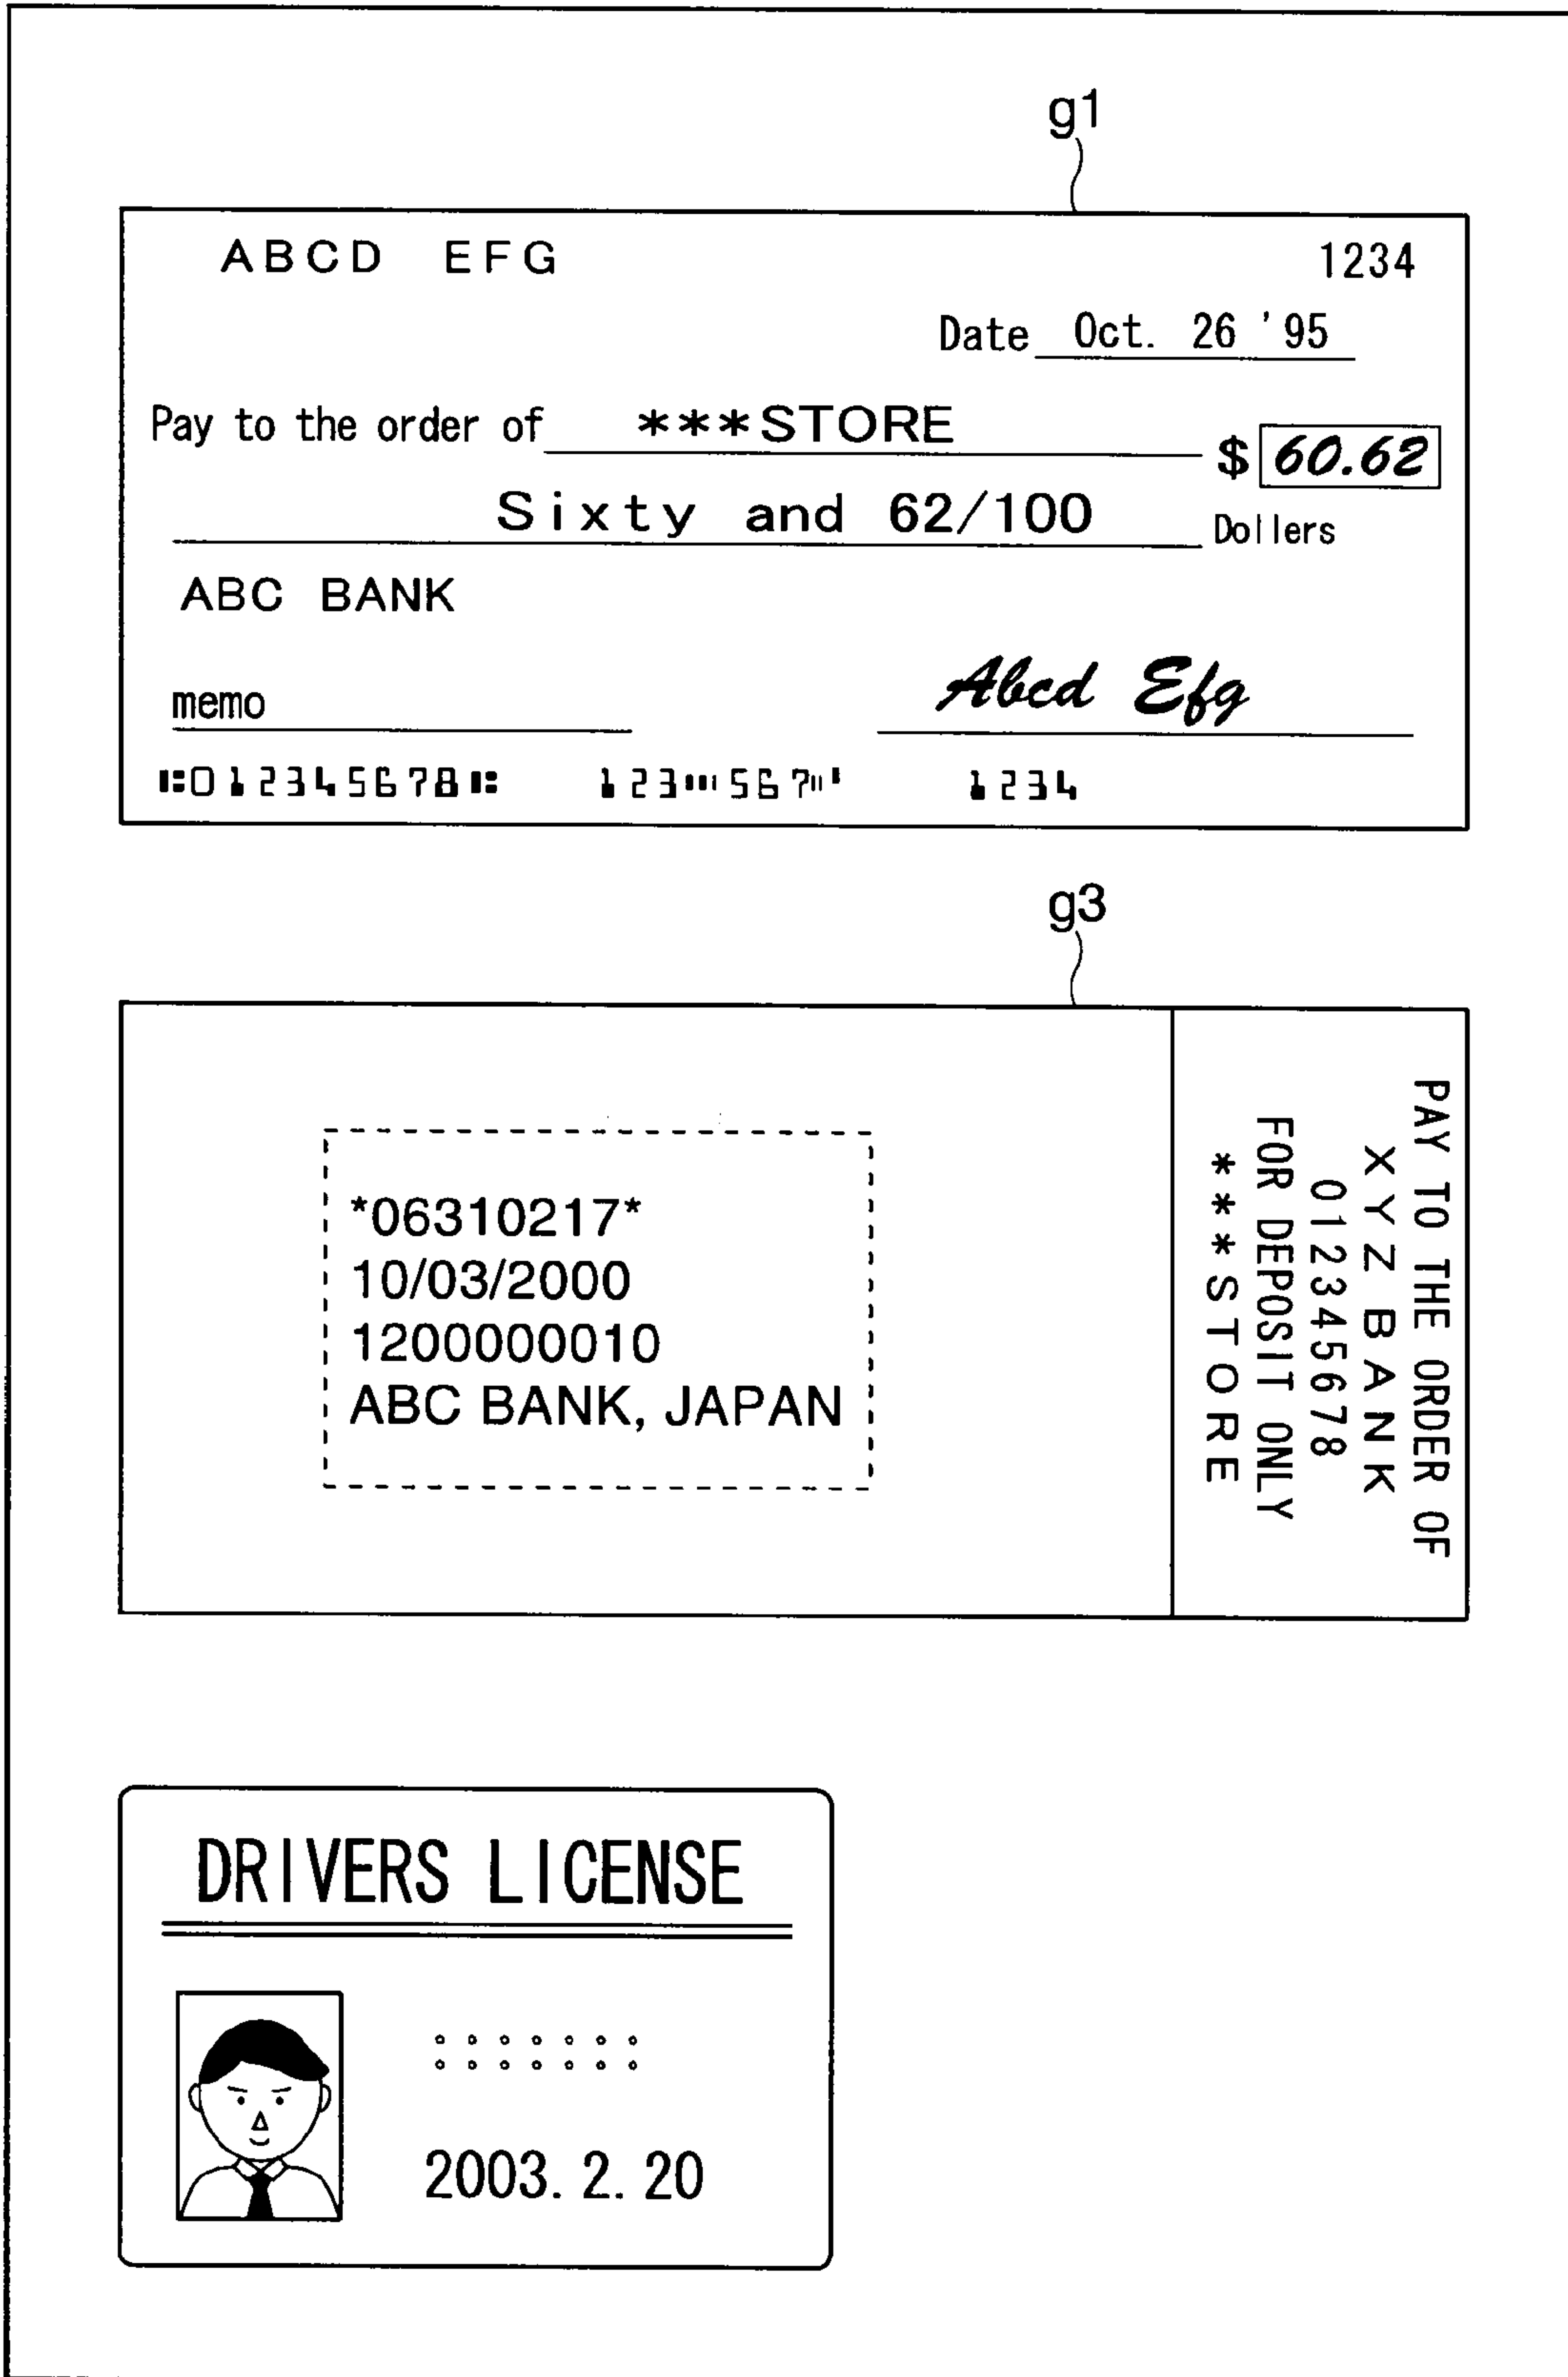 g1
ABCD EFG 1234
Date Oct. 26 '95
Pay to the order of ***STORE $ 60.62
Sixty and 62/100 Dollers
ABC BANK
memo Abcd Efg
⑆012345678⑆ 123⑈567⑈ 1234
g3
*06310217*
10/03/2000
1200000010
ABC BANK, JAPAN
PAY TO THE ORDER OF
XYZ BANK
012345678
FOR DEPOSIT ONLY
***STORE
DRIVERS LICENSE
2003. 2. 20